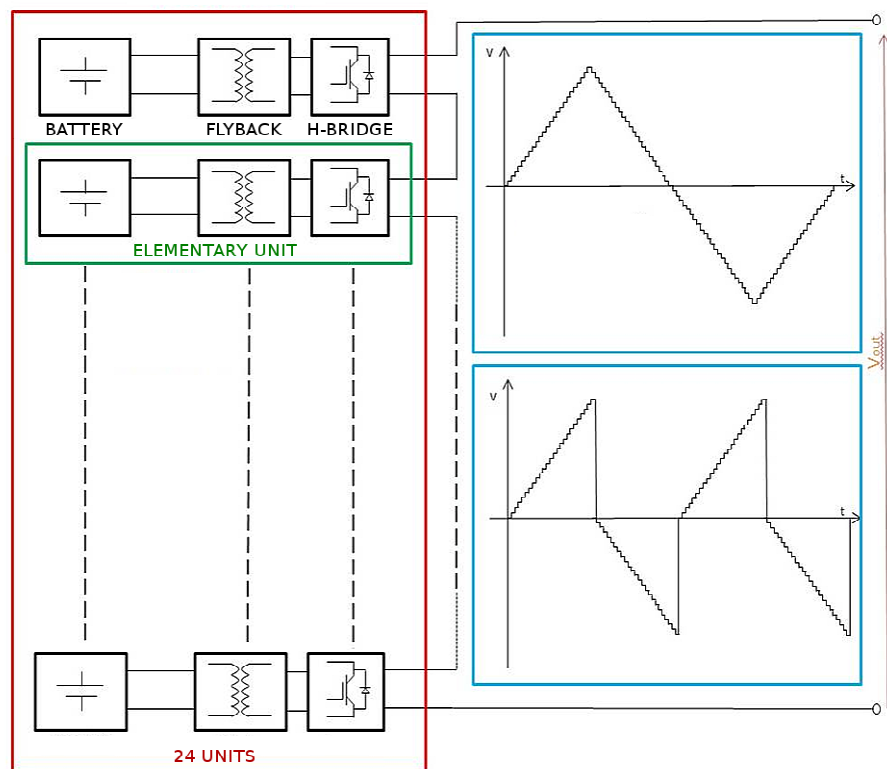 BATTERY
FLYBACK
H-BRIDGE
ELEMENTARY UNIT
24 UNITS
V
t
V
t
Vout